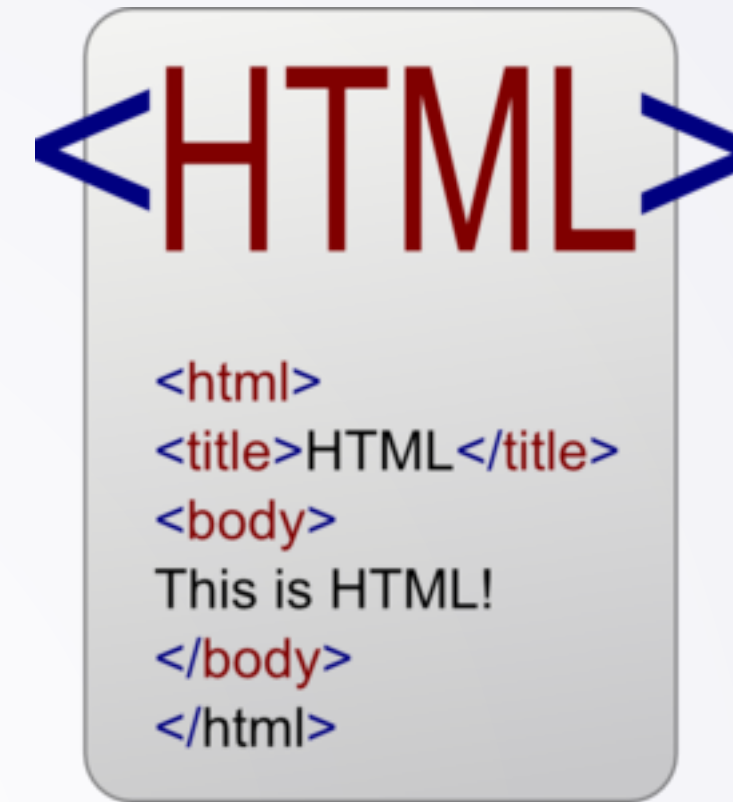 <HTML>
<html>
<title>HTML</title>
<body>
This is HTML!
</body>
</html>